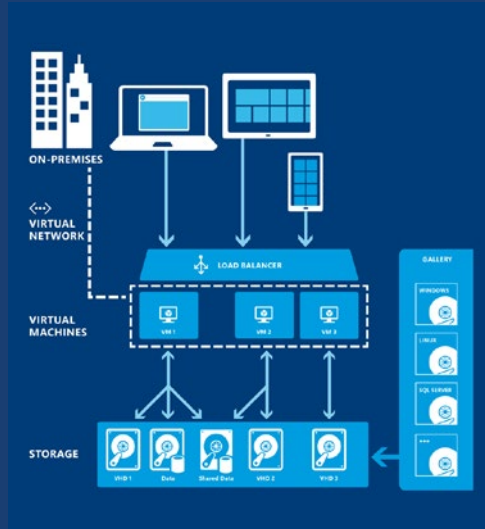 ON-PREMISES
VIRTUAL
NETWORK
LOAD BALANCER
GALLERY
WINDOWS
VIRTUAL
MACHINES
VM 1
VM 2
VM 3
LINUX
SQL SERVER
STORAGE
VHD 1
Data
Shared Data
VHD 2
VHD 3